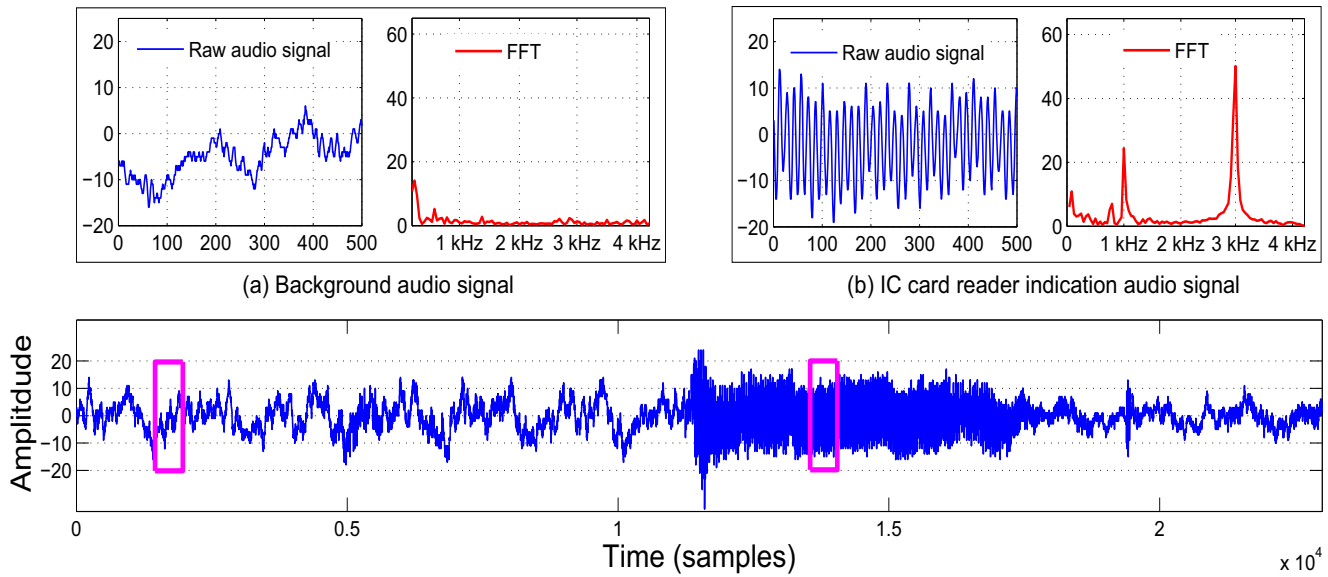 20
10
0
−10
−20
Raw audio signal
0 100 200 300 400 500
60
40
20
0
FFT
1 kHz 2 kHz 3 kHz 4 kHz
(a) Background audio signal
20
10
0
−10
−20
Raw audio signal
0 100 200 300 400 500
60
40
20
0
FFT
0 1 kHz 2 kHz 3 kHz 4 kHz
(b) IC card reader indication audio signal
Amplitdude
20
10
0
−10
−20
0 0.5 1 1.5 2
Time (samples)
x 10⁴